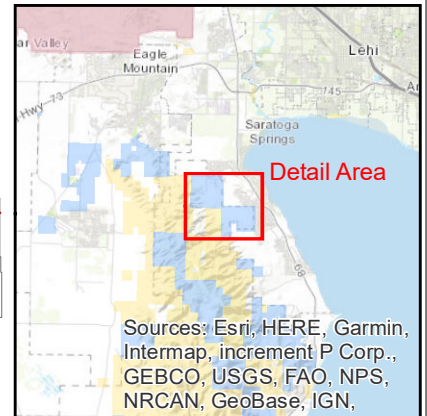 ar Valley
Eagle
Mountain
Lehi
Hwy 73
145
Ar
Saratoga
Springs
Detail Area
68
Sources: Esri, HERE, Garmin,
Intermap, increment P Corp.,
GEBCO, USGS, FAO, NPS,
NRCAN, GeoBase, IGN,